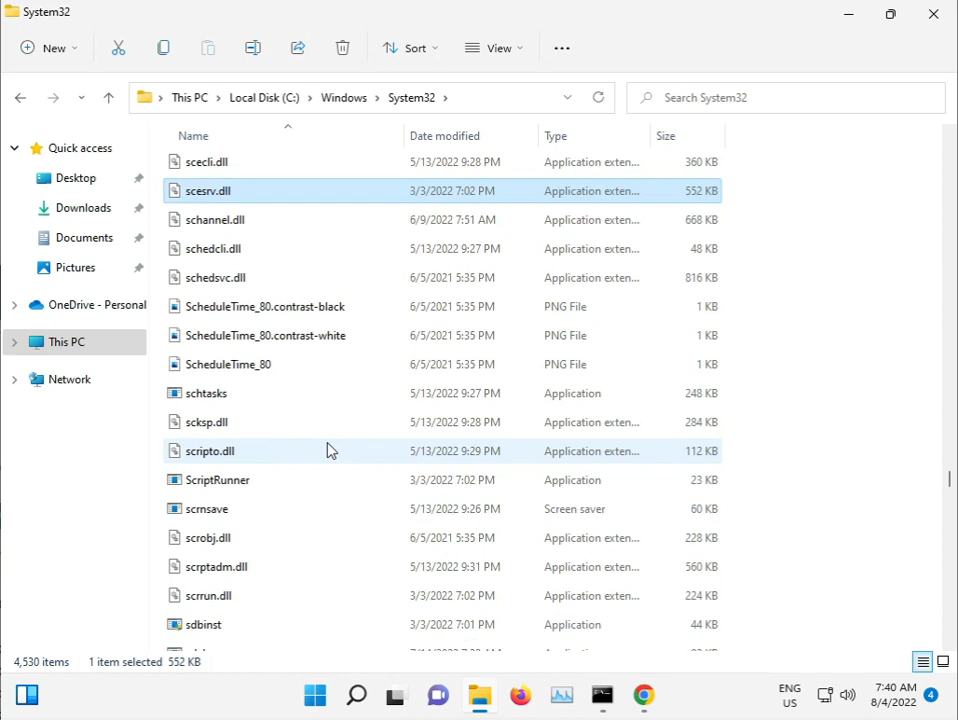 System32
New
Sort
View
This PC
Local Disk (C:)
Windows
System32
Search System32
Name
Date modified
Type
Size
Quick access
Desktop
Downloads
Documents
Pictures
OneDrive - Personal
This PC
Network
scecli.dll 5/13/2022 9:28 PM Application exten... 360 KB
scesrv.dll 3/3/2022 7:02 PM Application exten... 552 KB
schannel.dll 6/9/2022 7:51 AM Application exten... 668 KB
schedcli.dll 5/13/2022 9:27 PM Application exten... 48 KB
schedsvc.dll 6/5/2021 5:35 PM Application exten... 816 KB
ScheduleTime_80.contrast-black 6/5/2021 5:35 PM PNG File 1 KB
ScheduleTime_80.contrast-white 6/5/2021 5:35 PM PNG File 1 KB
ScheduleTime_80 6/5/2021 5:35 PM PNG File 1 KB
schtasks 5/13/2022 9:27 PM Application 248 KB
scksp.dll 5/13/2022 9:28 PM Application exten... 284 KB
scripto.dll 5/13/2022 9:29 PM Application exten... 112 KB
ScriptRunner 3/3/2022 7:02 PM Application 23 KB
scrnsave 5/13/2022 9:26 PM Screen saver 60 KB
scrobj.dll 6/5/2021 5:35 PM Application exten... 228 KB
scrptadm.dll 5/13/2022 9:31 PM Application exten... 560 KB
scrrun.dll 3/3/2022 7:02 PM Application exten... 224 KB
sdbinst 3/3/2022 7:01 PM Application 44 KB
4,530 items 1 item selected 552 KB
ENG
US
7:40 AM
8/4/2022
4